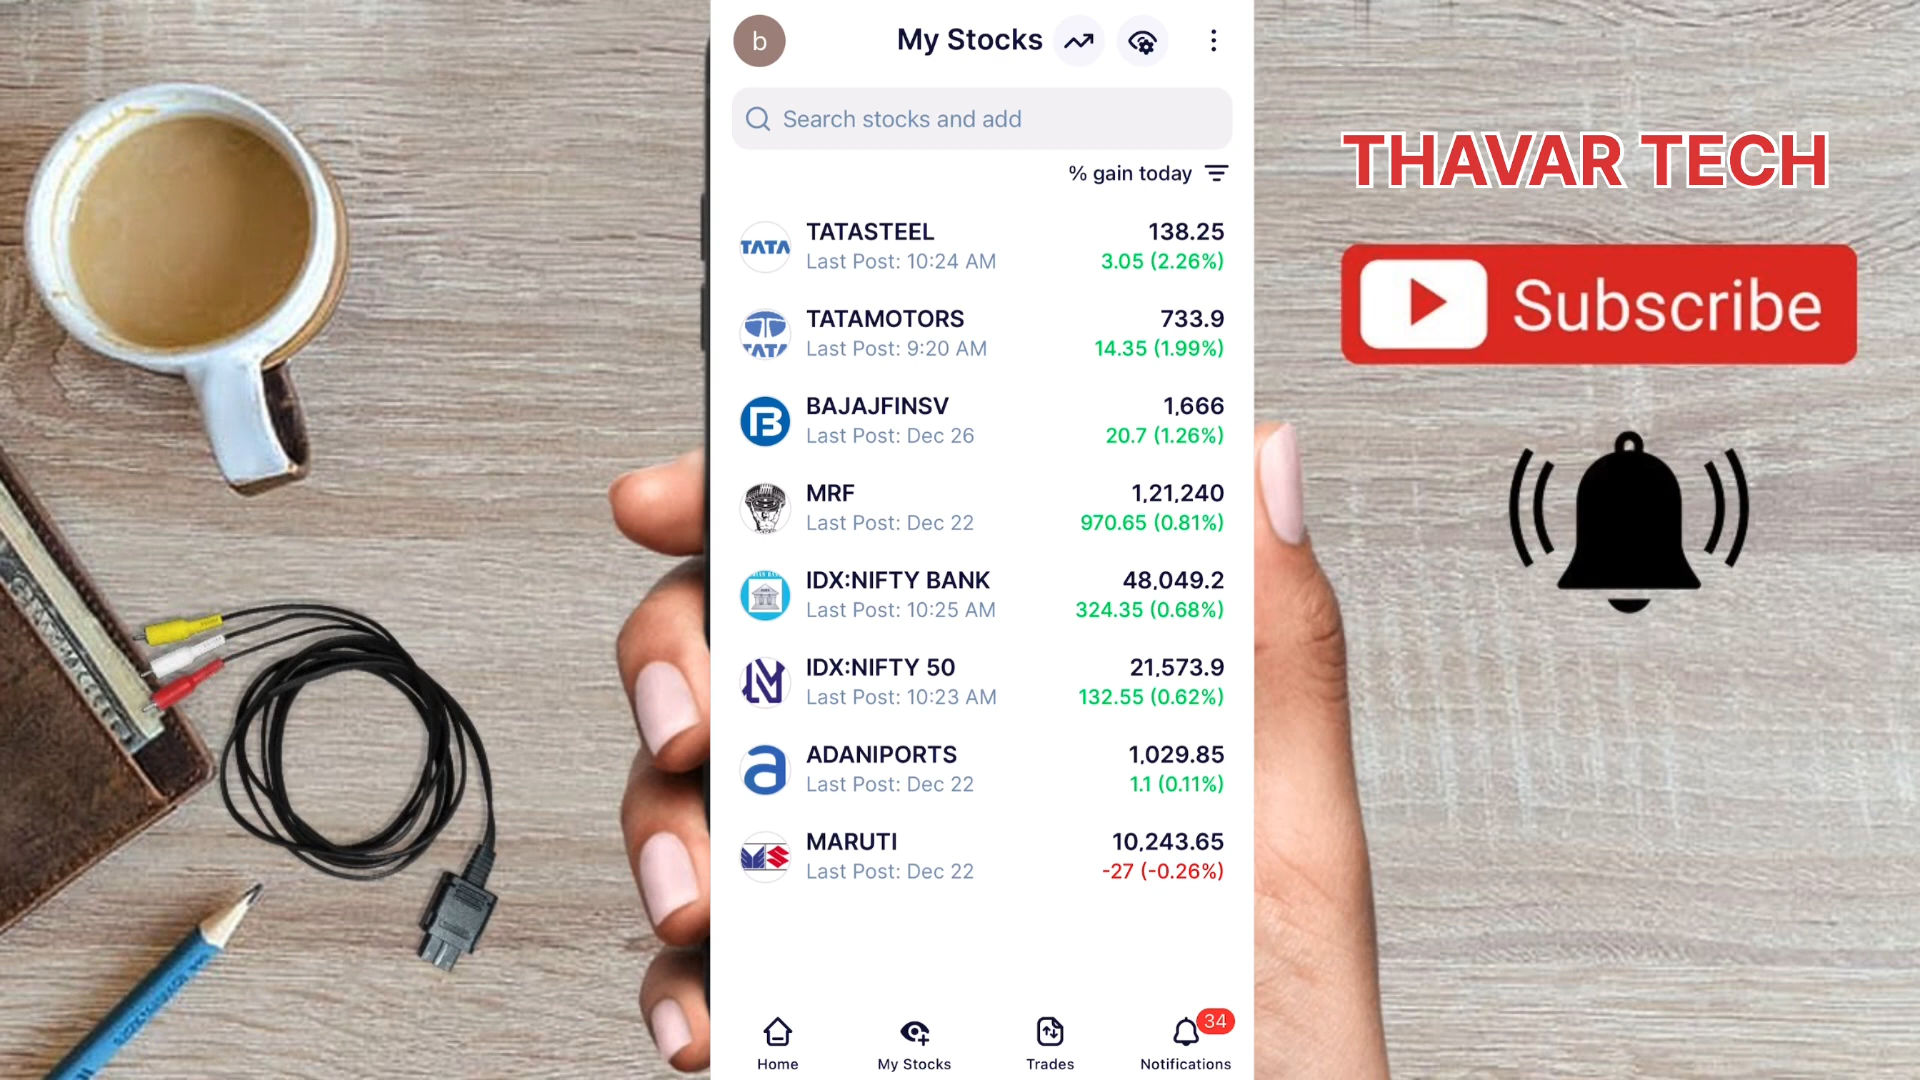 b
My Stocks
Search stocks and add
% gain today
TATA
TATASTEEL 138.25
Last Post: 10:24 AM 3.05 (2.26%)
TATAMOTORS 733.9
TATA
Last Post: 9:20 AM 14.35 (1.99%)
BAJAJFINSV 1,666
Last Post: Dec 26 20.7 (1.26%)
MRF 1,21,240
Last Post: Dec 22 970.65 (0.81%)
IDX:NIFTY BANK 48,049.2
Last Post: 10:25 AM 324.35 (0.68%)
IDX:NIFTY 50 21,573.9
Last Post: 10:23 AM 132.55 (0.62%)
ADANIPORTS 1,029.85
Last Post: Dec 22 1.1 (0.11%)
MARUTI 10,243.65
Last Post: Dec 22 -27 (-0.26%)
34
Home My Stocks Trades Notifications
THAVAR TECH
Subscribe